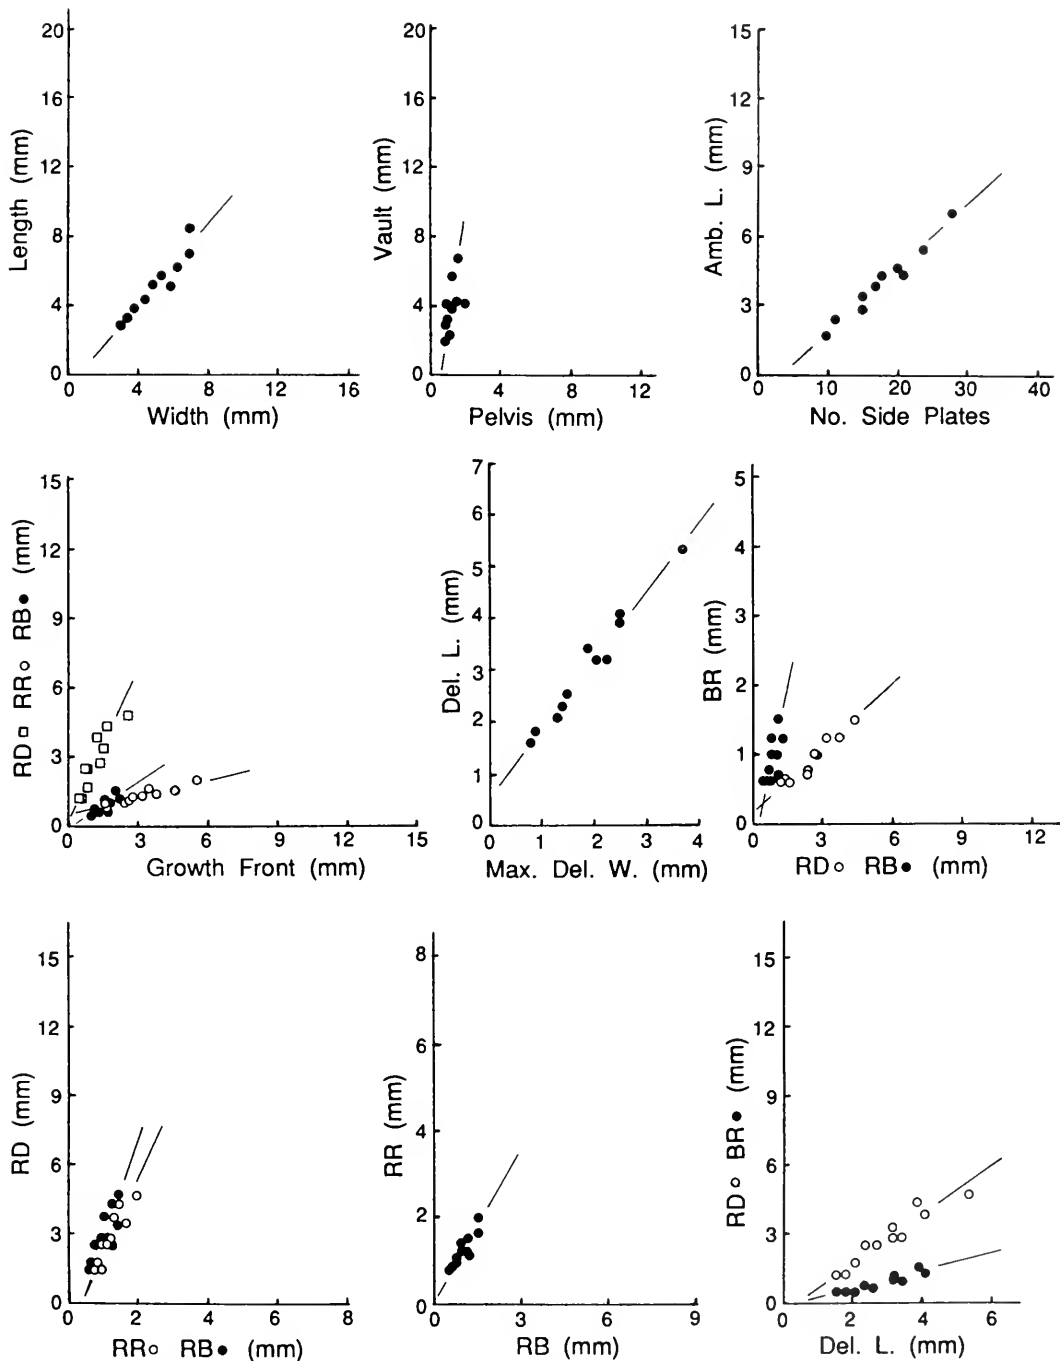 20
16
12
8
4
0
Length (mm)
0 4 8 12 16
Width (mm)
20
16
12
8
4
0
Vault (mm)
0 4 8 12
Pelvis (mm)
15
12
9
6
3
0
Amb. L. (mm)
0 10 20 30 40
No. Side Plates
15
12
9
6
3
0
RD □ RR ○ RB ● (mm)
0 3 6 9 12 15
Growth Front (mm)
7
6
5
4
3
2
1
0
Del. L. (mm)
0 1 2 3 4
Max. Del. W. (mm)
5
4
3
2
1
0
BR (mm)
0 3 6 9 12
RD ○ RB ● (mm)
15
12
9
6
3
0
RD (mm)
0 3 6 9 12
RR ○ RB ● (mm)
8
6
4
2
0
RR (mm)
0 3 6 9
RB (mm)
15
12
9
6
3
0
RD ○ BR ● (mm)
0 2 4 6
Del. L. (mm)